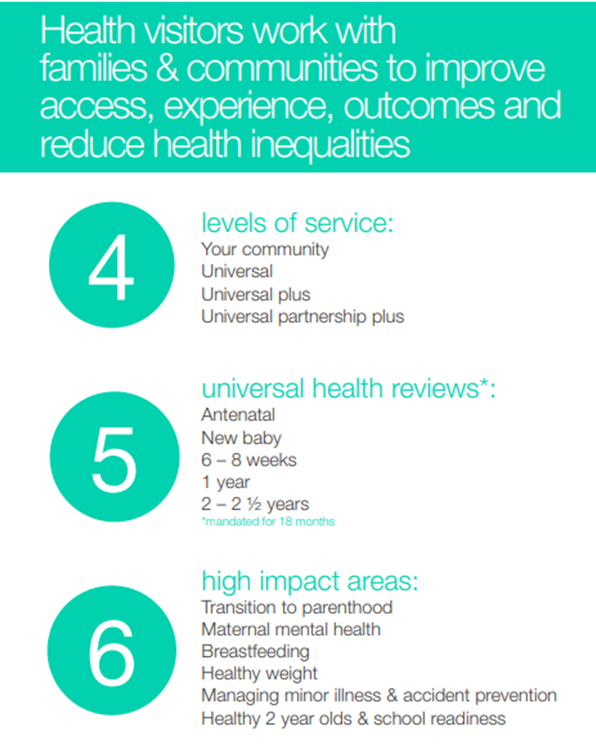 Health visitors work with
families & communities to improve
access, experience, outcomes and
reduce health inequalities
4
levels of service:
Your community
Universal
Universal plus
Universal partnership plus
5
universal health reviews*:
Antenatal
New baby
6 – 8 weeks
1 year
2 – 2 ½ years
*mandated for 18 months
6
high impact areas:
Transition to parenthood
Maternal mental health
Breastfeeding
Healthy weight
Managing minor illness & accident prevention
Healthy 2 year olds & school readiness